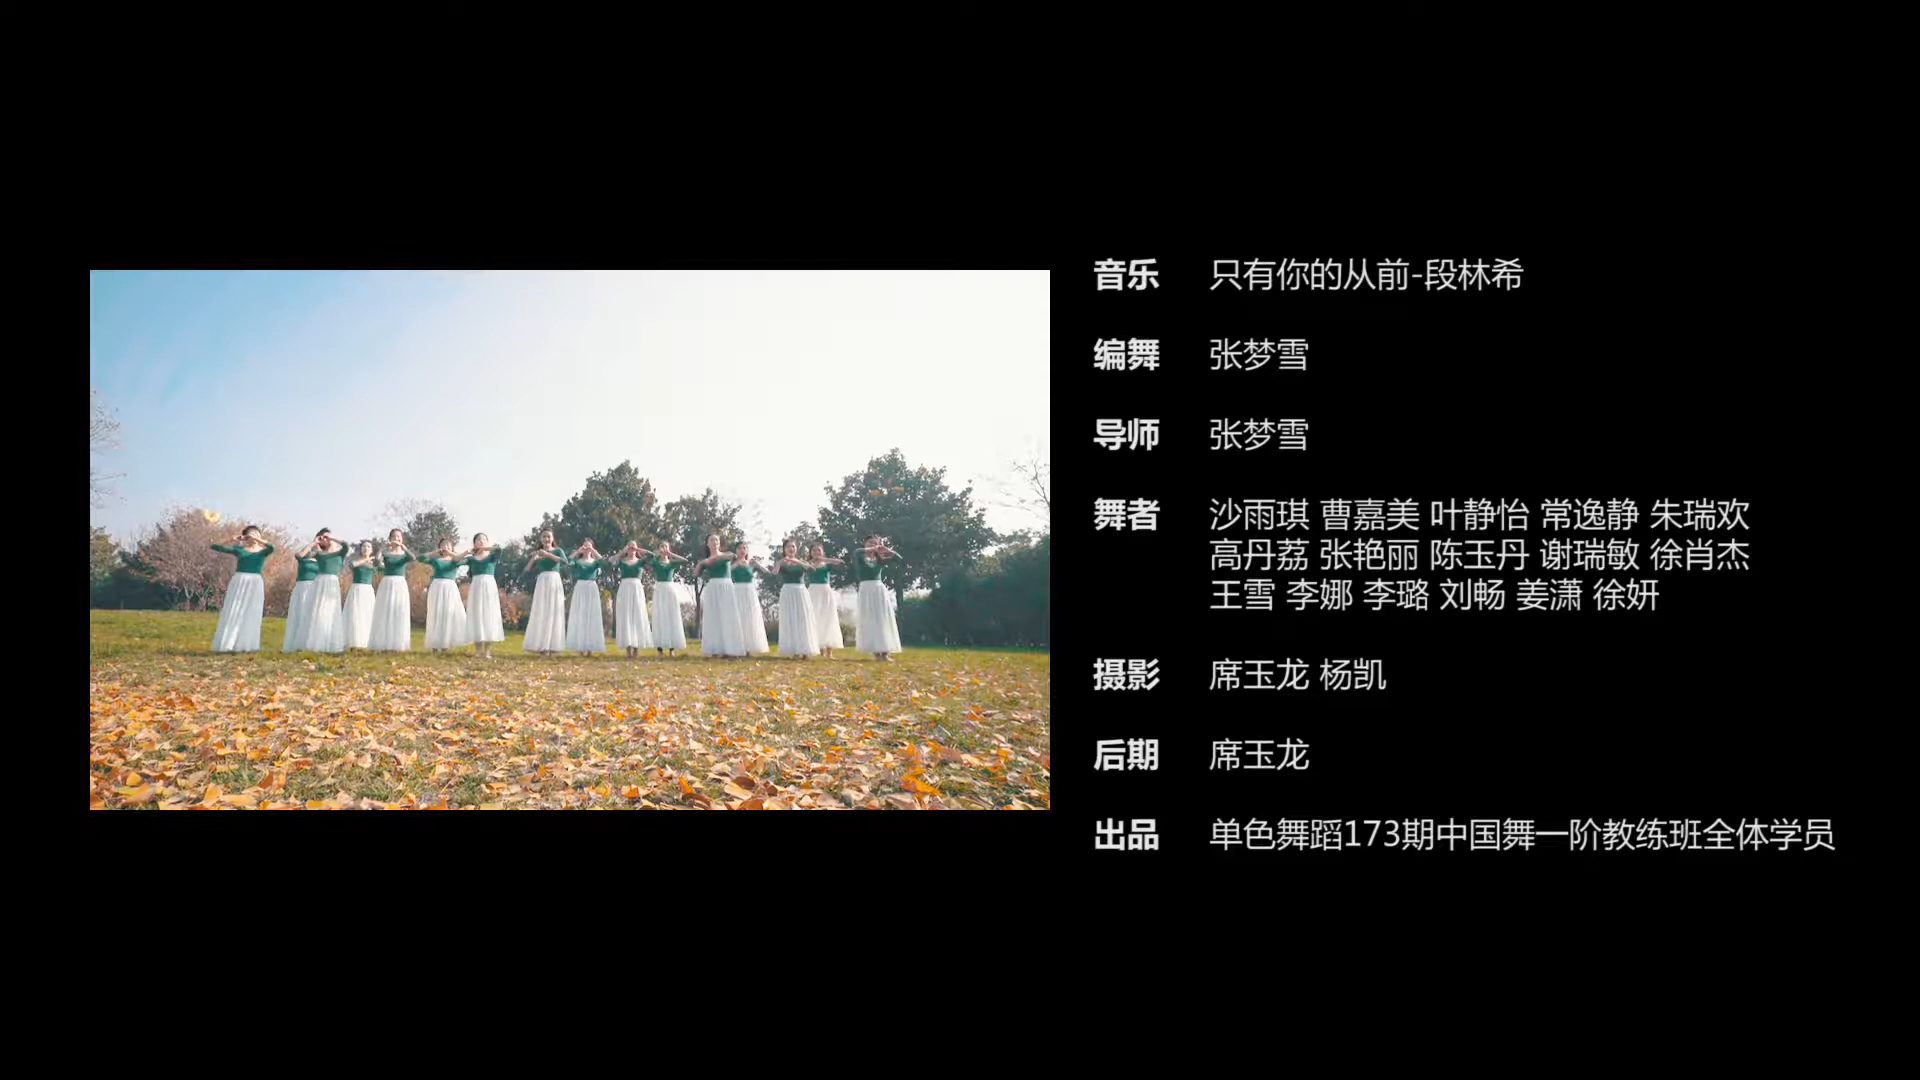 音乐 只有你的从前-段林希
编舞 张梦雪
导师 张梦雪
舞者 沙雨琪 曹嘉美 叶静怡 常逸静 朱瑞欢
高丹荔 张艳丽 陈玉丹 谢瑞敏 徐肖杰
王雪 李娜 李璐 刘畅 姜潇 徐妍
摄影 席玉龙 杨凯
后期 席玉龙
出品 单色舞蹈173期中国舞一阶教练班全体学员